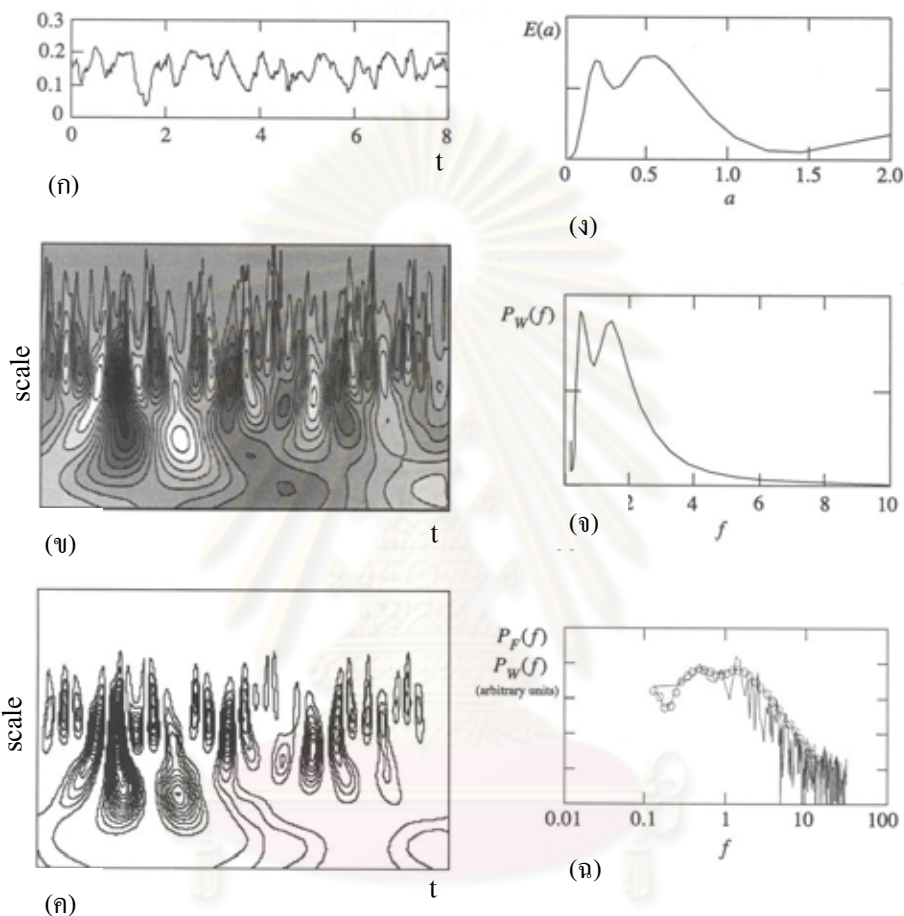 0.3
0.2
0.1
0
0 2 4 6 8
t
(ก)
E(a)
0 0.5 1.0 1.5 2.0
a
(ง)
scale
t
(ข)
P_W(f)
2 4 6 8 10
f
(จ)
scale
t
(ค)
P_F(f)
P_W(f)
(arbitrary units)
0.01 0.1 1 10 100
f
(ฉ)